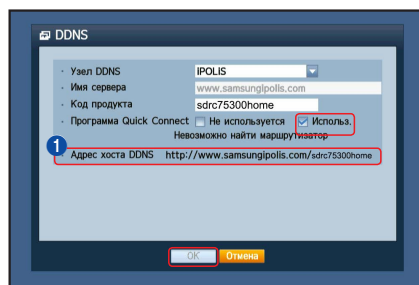 DDNS
Узел DDNS iPOLiS
Имя сервера www.samsungipolis.com
Код продукта sdrc75300home
Программа Quick Connect Не используется Использ.
Невозможно найти маршрутизатор
1 Адрес хоста DDNS http://www.samsungipolis.com/sdrc75300home
OK Отмена